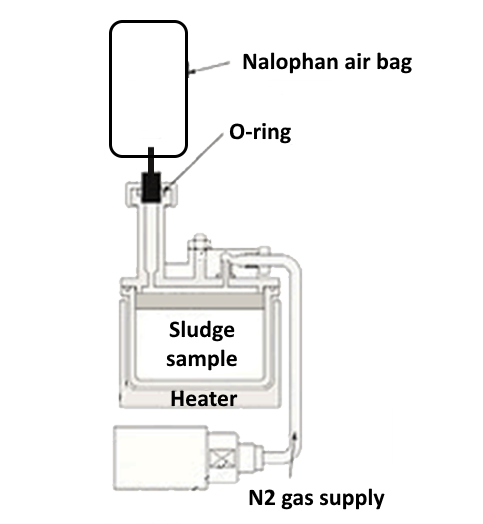 Nalophan air bag
O-ring
Sludge
sample
Heater
N2 gas supply